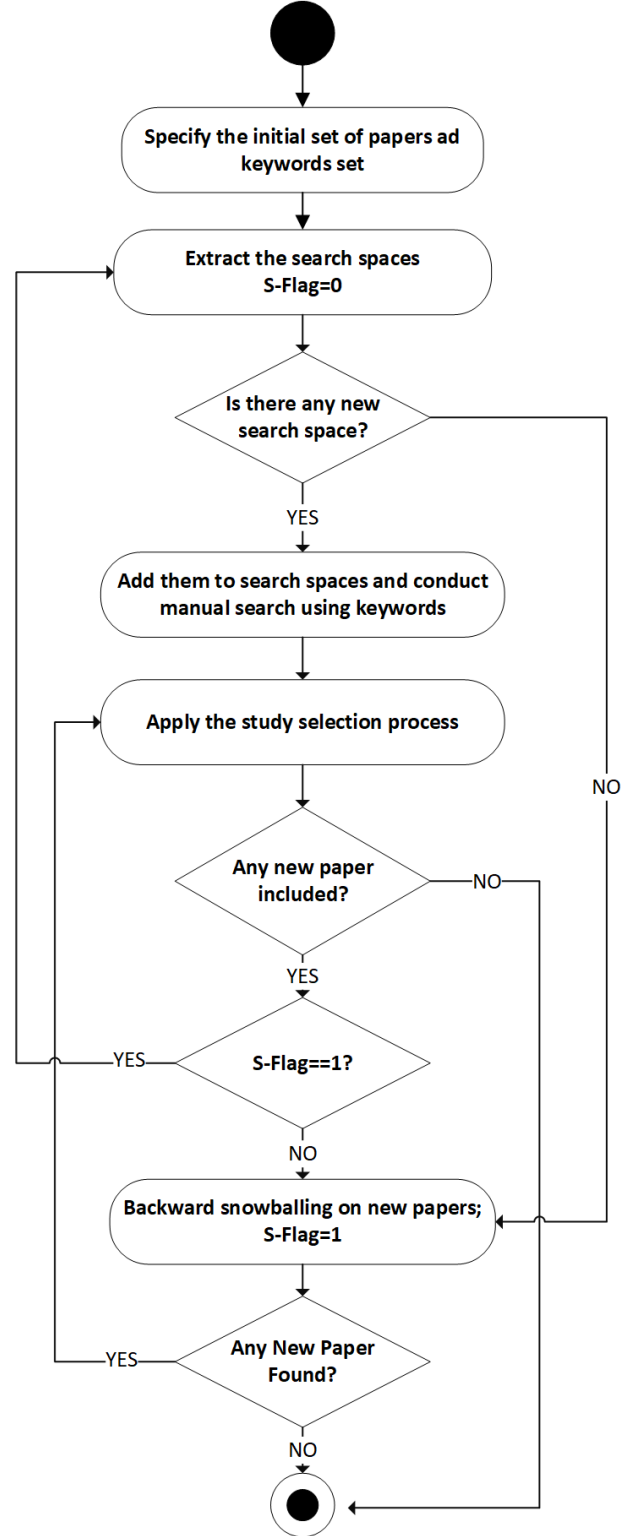 Specify the initial set of papers ad
keywords set
Extract the search spaces
S-Flag=0
Is there any new
search space?
YES
Add them to search spaces and conduct
manual search using keywords
Apply the study selection process
NO
Any new paper
included?
NO
YES
S-Flag==1?
YES
NO
Backward snowballing on new papers;
S-Flag=1
Any New Paper
Found?
YES
NO